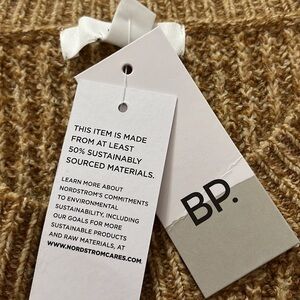 THIS ITEM IS MADE
FROM AT LEAST
50% SUSTAINABLY
SOURCED MATERIALS.
LEARN MORE ABOUT
NORDSTROM'S COMMITMENTS
TO ENVIRONMENTAL
SUSTAINABILITY, INCLUDING
OUR GOALS FOR MORE
SUSTAINABLE PRODUCTS
AND RAW MATERIALS, AT
WWW.NORDSTROMCARES.COM.
BP.